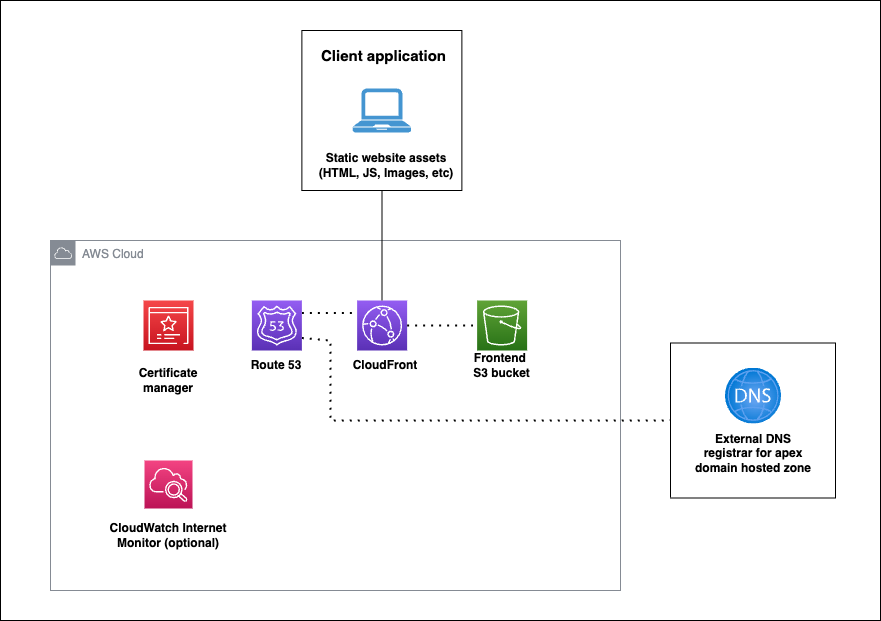 Client application
Static website assets
(HTML, JS, Images, etc)
AWS Cloud
53
Certificate
manager
Route 53
CloudFront
Frontend
S3 bucket
DNS
External DNS
registrar for apex
domain hosted zone
CloudWatch Internet
Monitor (optional)